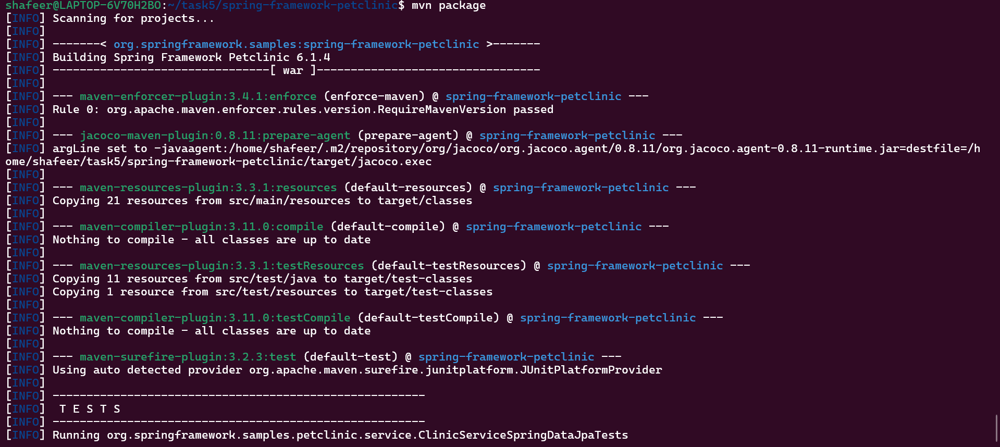 shafeer@LAPTOP-6V70H2BO:~/task5/spring-framework-petclinic$ mvn package
[INFO] Scanning for projects...
[INFO]
[INFO] -------< org.springframework.samples:spring-framework-petclinic >-------
[INFO] Building Spring Framework Petclinic 6.1.4
[INFO] --------------------------------[ war ]---------------------------------
[INFO]
[INFO] --- maven-enforcer-plugin:3.4.1:enforce (enforce-maven) @ spring-framework-petclinic ---
[INFO] Rule 0: org.apache.maven.enforcer.rules.version.RequireMavenVersion passed
[INFO]
[INFO] --- jacoco-maven-plugin:0.8.11:prepare-agent (prepare-agent) @ spring-framework-petclinic ---
[INFO] argLine set to -javaagent:/home/shafeer/.m2/repository/org/jacoco/org.jacoco.agent/0.8.11/org.jacoco.agent-0.8.11-runtime.jar=destfile=/h
ome/shafeer/task5/spring-framework-petclinic/target/jacoco.exec
[INFO]
[INFO] --- maven-resources-plugin:3.3.1:resources (default-resources) @ spring-framework-petclinic ---
[INFO] Copying 21 resources from src/main/resources to target/classes
[INFO]
[INFO] --- maven-compiler-plugin:3.11.0:compile (default-compile) @ spring-framework-petclinic ---
[INFO] Nothing to compile - all classes are up to date
[INFO]
[INFO] --- maven-resources-plugin:3.3.1:testResources (default-testResources) @ spring-framework-petclinic ---
[INFO] Copying 11 resources from src/test/java to target/test-classes
[INFO] Copying 1 resource from src/test/resources to target/test-classes
[INFO]
[INFO] --- maven-compiler-plugin:3.11.0:testCompile (default-testCompile) @ spring-framework-petclinic ---
[INFO] Nothing to compile - all classes are up to date
[INFO]
[INFO] --- maven-surefire-plugin:3.2.3:test (default-test) @ spring-framework-petclinic ---
[INFO] Using auto detected provider org.apache.maven.surefire.junitplatform.JUnitPlatformProvider
[INFO]
[INFO] -------------------------------------------------------
[INFO]  T E S T S
[INFO] -------------------------------------------------------
[INFO] Running org.springframework.samples.petclinic.service.ClinicServiceSpringDataJpaTests